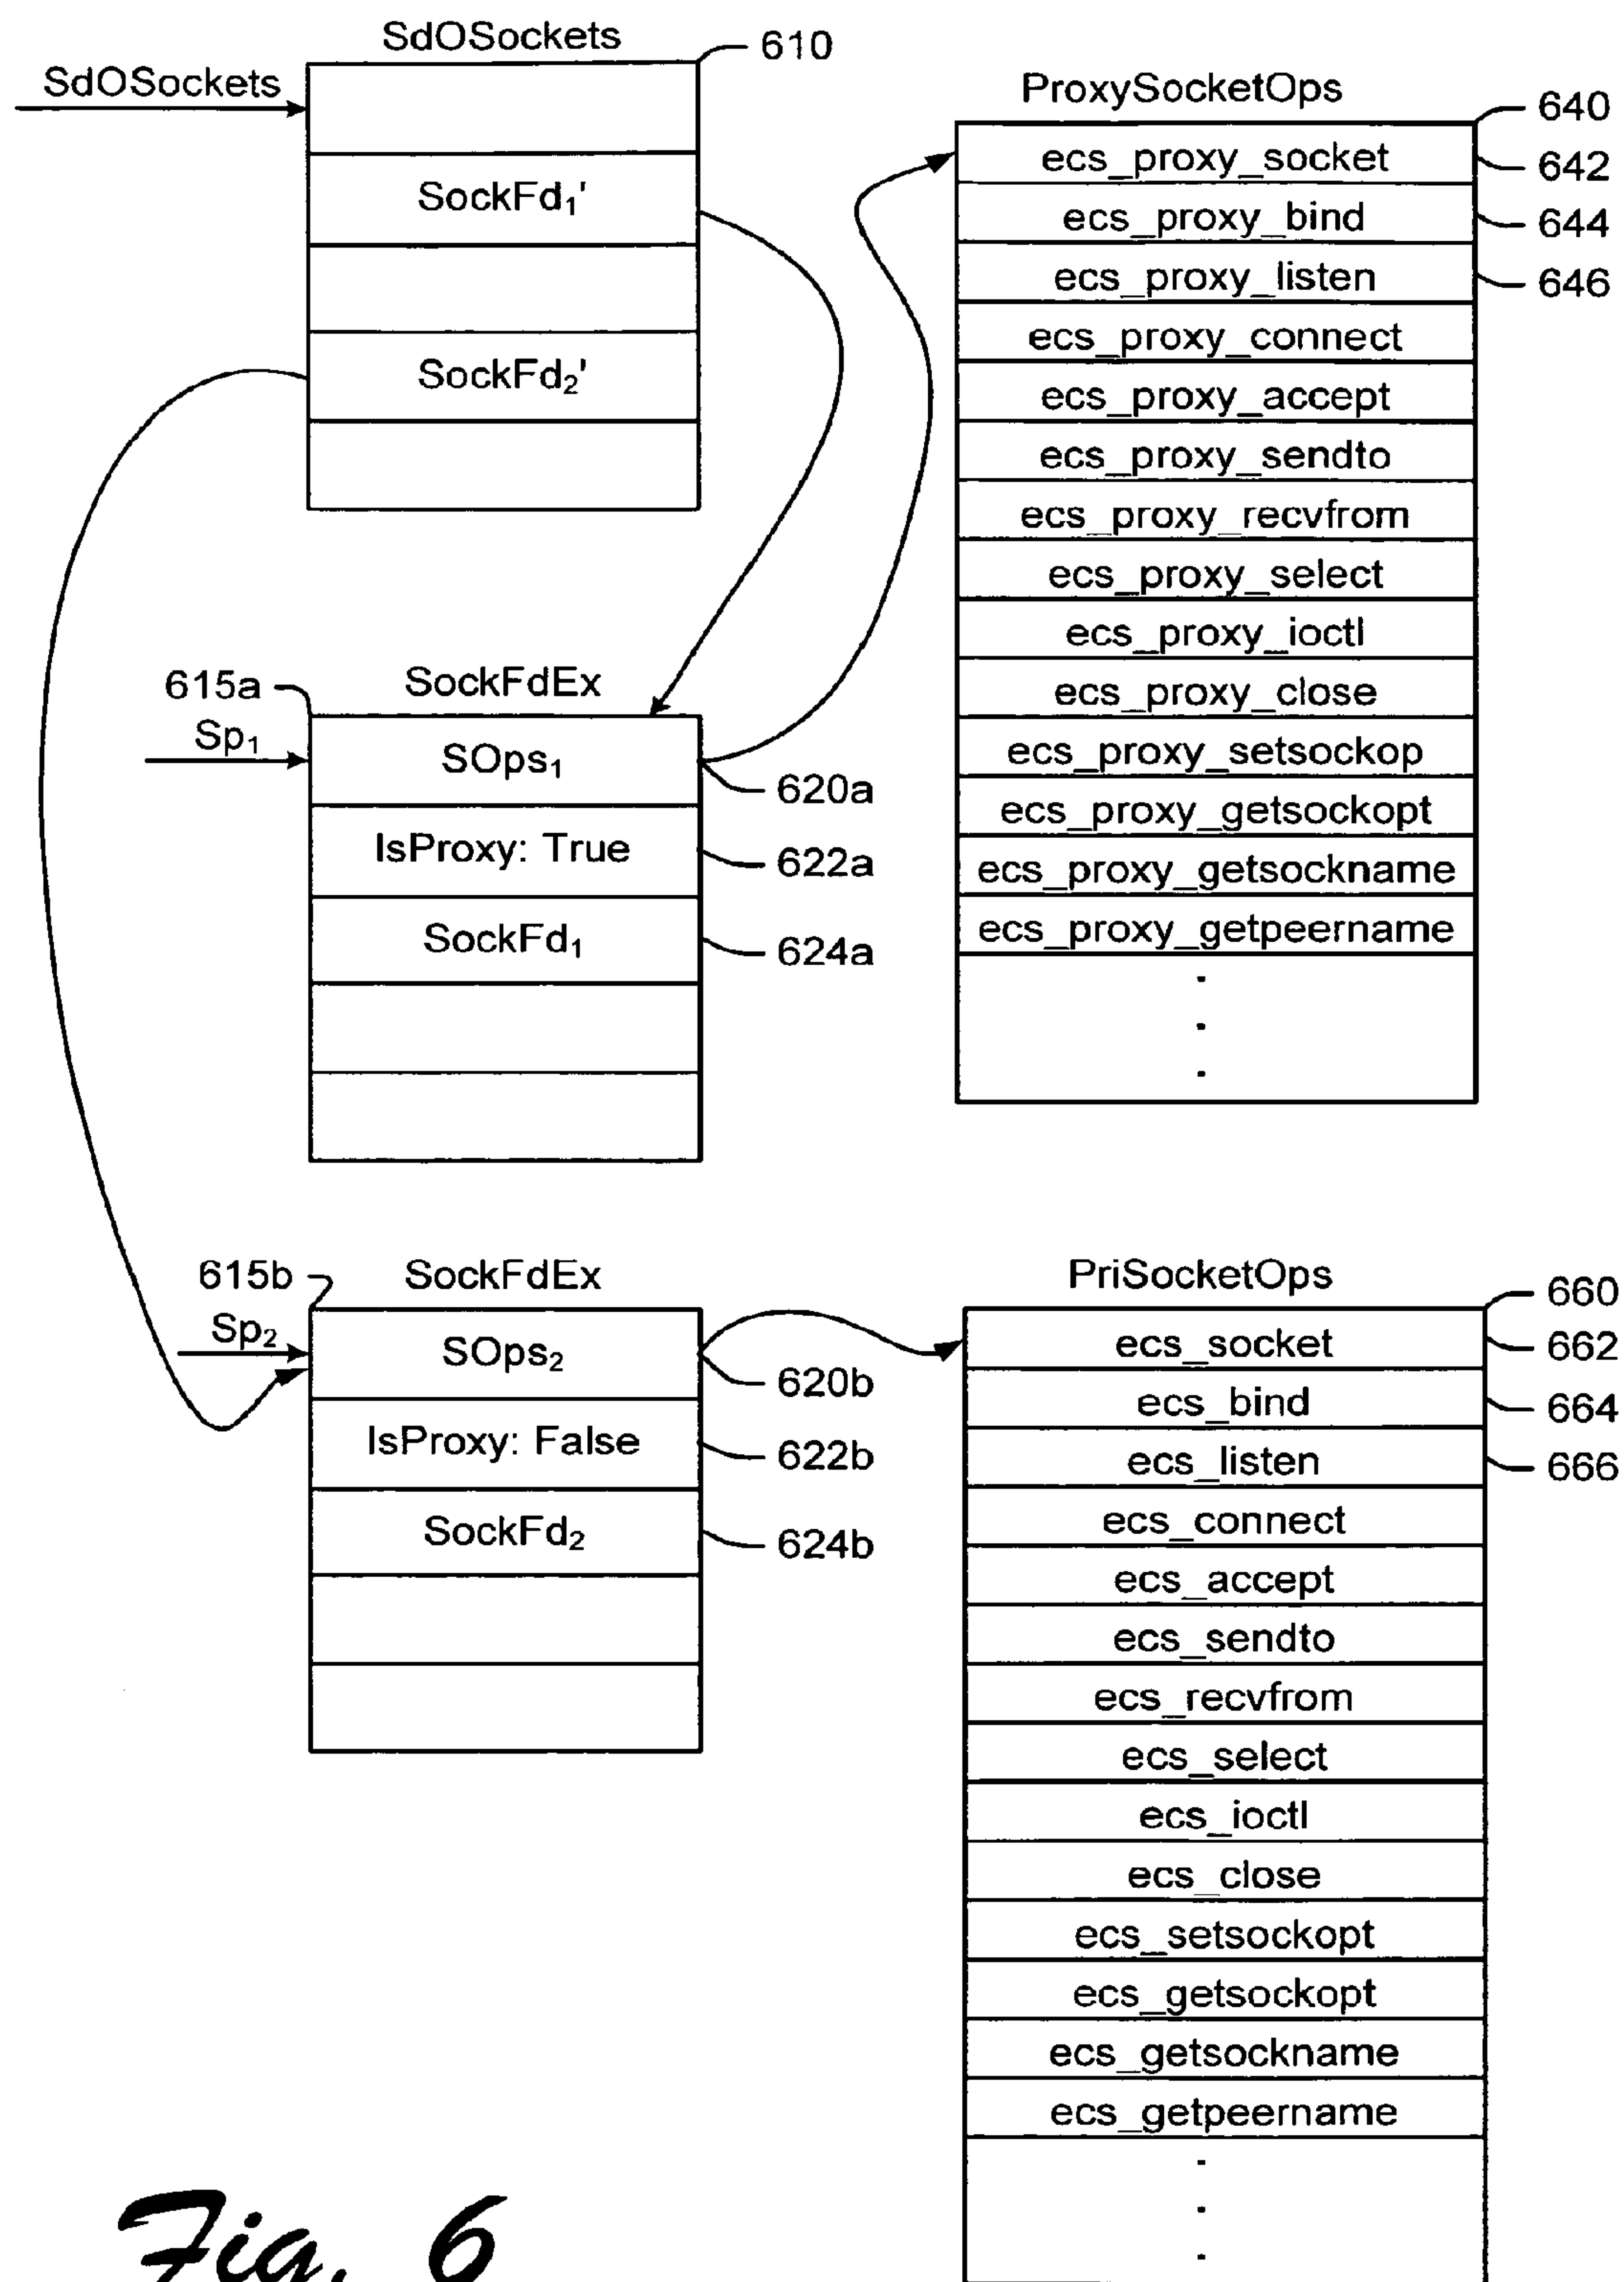 SdOSockets
610
SdOSockets
SockFd₁'
SockFd₂'
ProxySocketOps
640
ecs_proxy_socket
642
ecs_proxy_bind
644
ecs_proxy_listen
646
ecs_proxy_connect
ecs_proxy_accept
ecs_proxy_sendto
ecs_proxy_recvfrom
ecs_proxy_select
ecs_proxy_ioctl
ecs_proxy_close
ecs_proxy_setsockop
ecs_proxy_getsockopt
ecs_proxy_getsockname
ecs_proxy_getpeername
.
.
.
615a
SockFdEx
Sp₁
SOps₁
620a
IsProxy: True
622a
SockFd₁
624a
615b
SockFdEx
Sp₂
SOps₂
620b
IsProxy: False
622b
SockFd₂
624b
PriSocketOps
660
ecs_socket
662
ecs_bind
664
ecs_listen
666
ecs_connect
ecs_accept
ecs_sendto
ecs_recvfrom
ecs_select
ecs_ioctl
ecs_close
ecs_setsockopt
ecs_getsockopt
ecs_getsockname
ecs_getpeername
.
.
.
Fig. 6